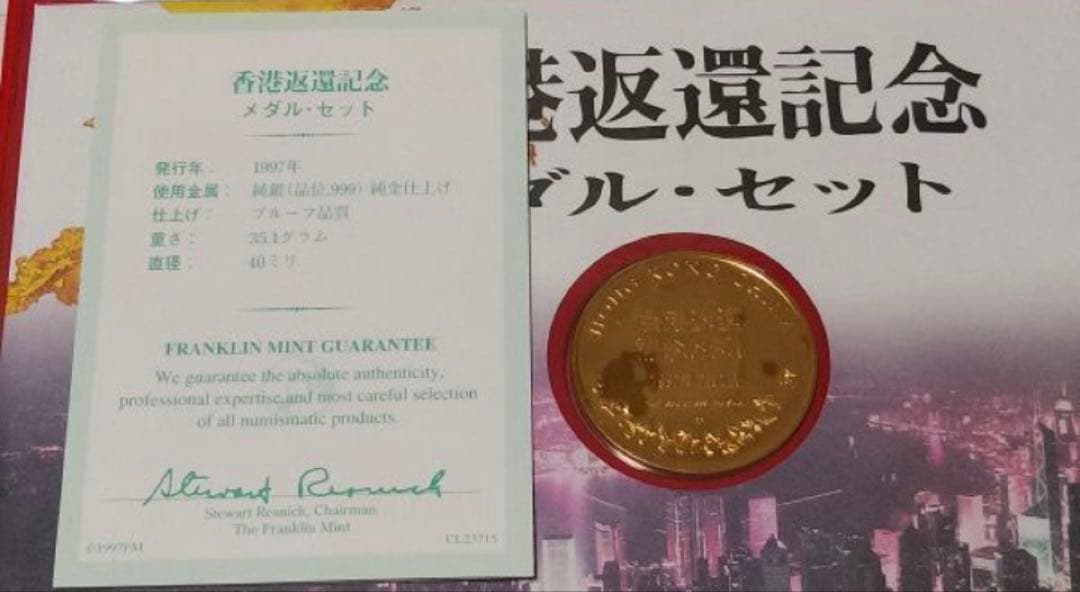 香港返還記念
メダル・セット
発行年： 1997年
使用金属： 純銀(品位.999) 純金仕上げ
仕上げ： プルーフ品質
重さ： 35.1グラム
直径： 40ミリ
FRANKLIN MINT GUARANTEE
We guarantee the absolute authenticity,
professional expertise,and most careful selection
of all numismatic products.
Stewart Resnick
Stewart Resnick, Chairman,
The Franklin Mint
©1997FM
CL23715
港返還記念
ダル・セット
HONG KONG